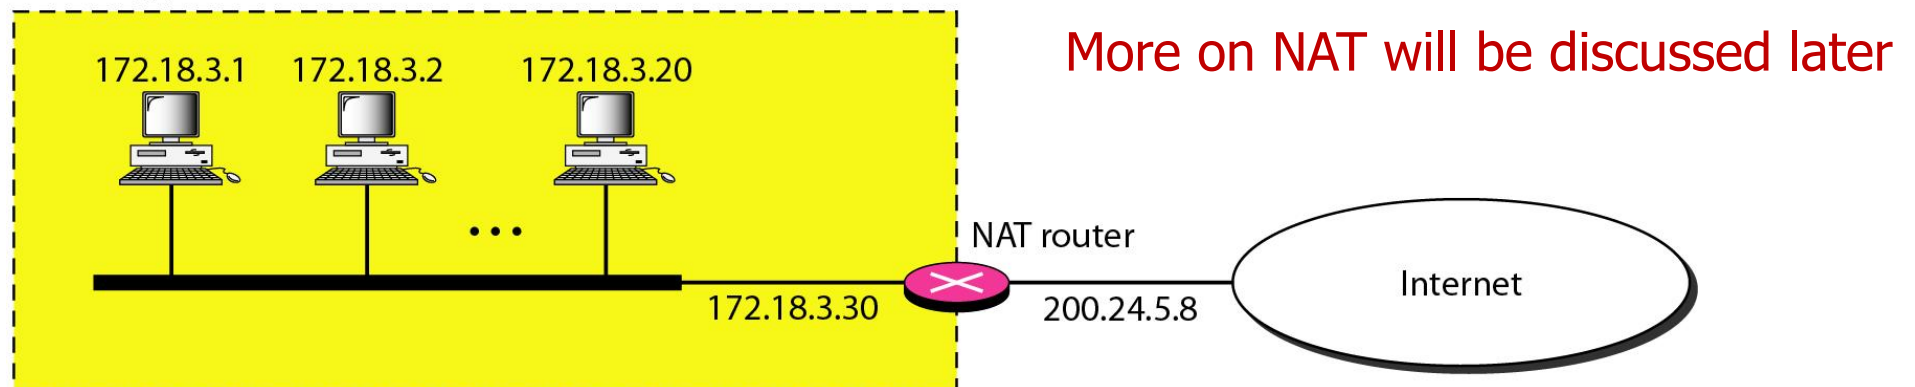 More on NAT will be discussed later
172.18.3.1 172.18.3.2 172.18.3.20
NAT router
172.18.3.30
200.24.5.8
Internet